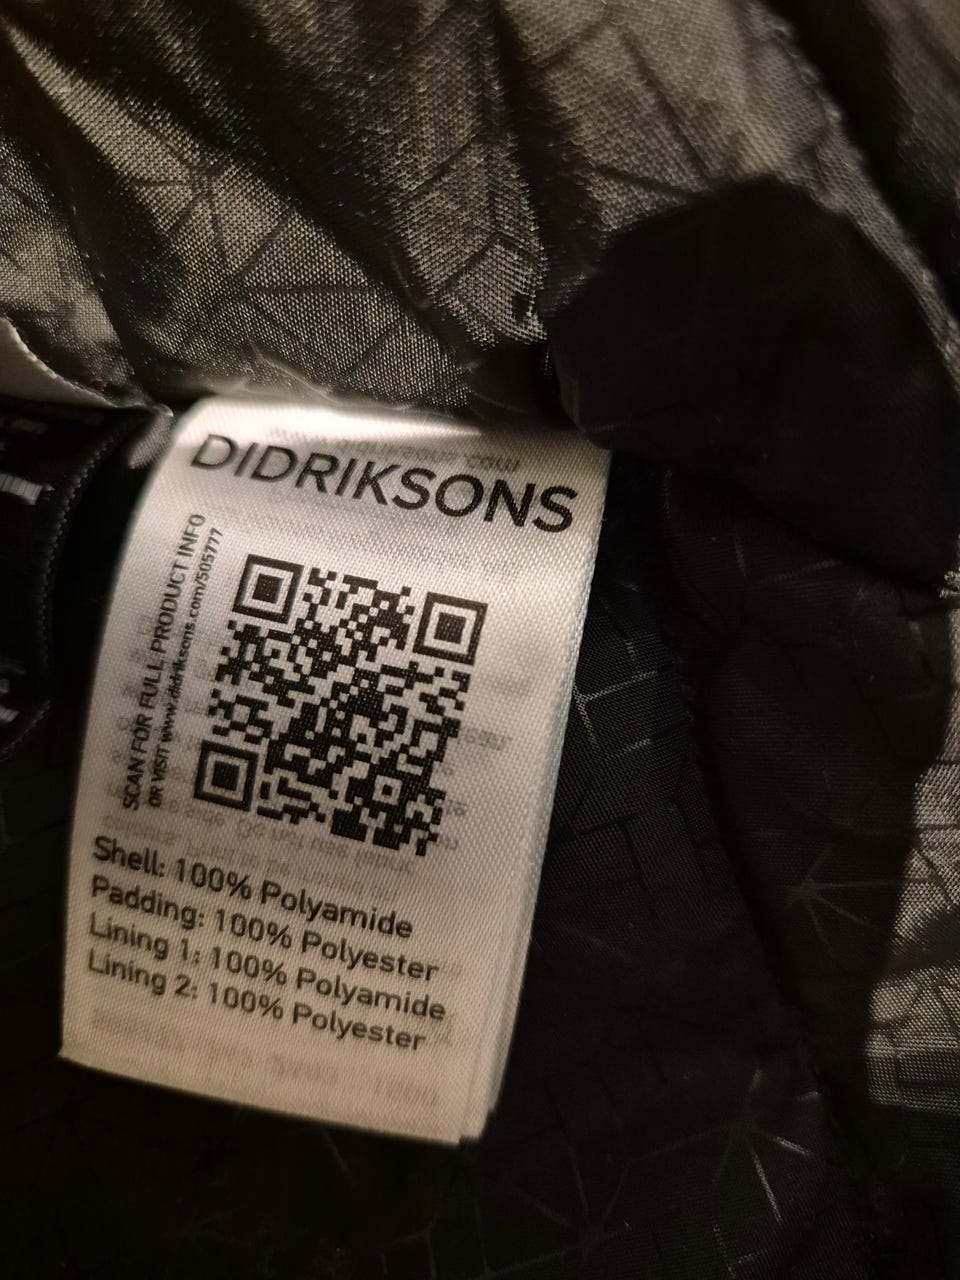 DIDRIKSONS
SCAN FOR FULL PRODUCT INFO
OR VISIT www.didriksons.com/505777
Shell: 100% Polyamide
Padding: 100% Polyester
Lining 1: 100% Polyamide
Lining 2: 100% Polyester